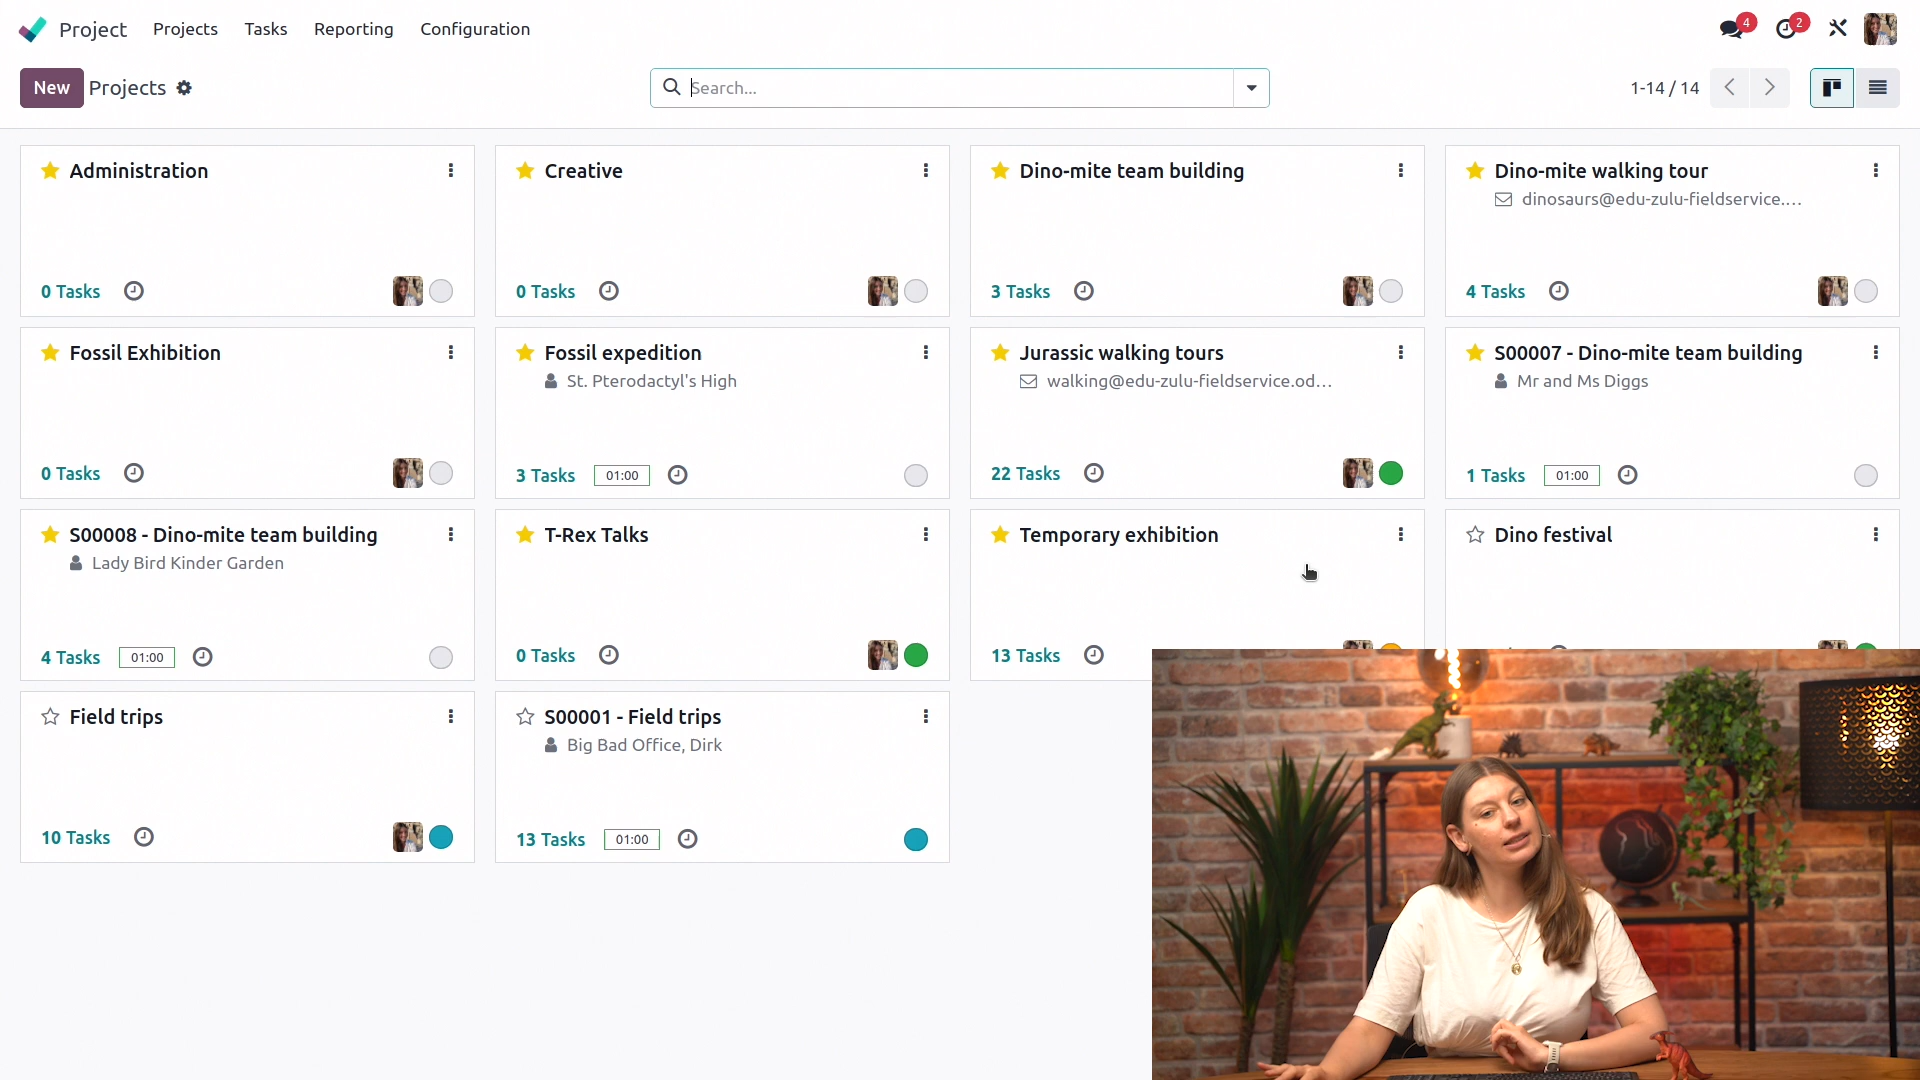 Project Projects Tasks Reporting Configuration 4 2
New Projects Search... 1-14 / 14
Administration
0 Tasks
Creative
0 Tasks
Dino-mite team building
3 Tasks
Dino-mite walking tour
dinosaurs@edu-zulu-fieldservice....
4 Tasks
Fossil Exhibition
0 Tasks
Fossil expedition
St. Pterodactyl's High
3 Tasks 01:00
Jurassic walking tours
walking@edu-zulu-fieldservice.od...
22 Tasks
S00007 - Dino-mite team building
Mr and Ms Diggs
1 Tasks 01:00
S00008 - Dino-mite team building
Lady Bird Kinder Garden
4 Tasks 01:00
T-Rex Talks
0 Tasks
Temporary exhibition
13 Tasks
Dino festival
Field trips
10 Tasks
S00001 - Field trips
Big Bad Office, Dirk
13 Tasks 01:00